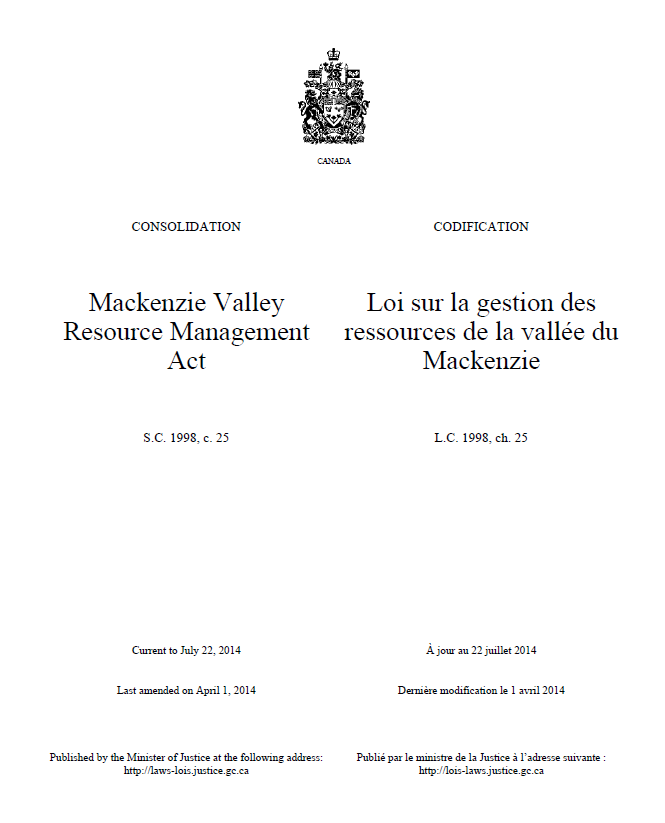 CANADA
CONSOLIDATION
Mackenzie Valley
Resource Management
Act
S.C. 1998, c. 25
Current to July 22, 2014
Last amended on April 1, 2014
Published by the Minister of Justice at the following address:
http://laws-lois.justice.gc.ca
CODIFICATION
Loi sur la gestion des
ressources de la vallée du
Mackenzie
L.C. 1998, ch. 25
À jour au 22 juillet 2014
Dernière modification le 1 avril 2014
Publié par le ministre de la Justice à l’adresse suivante :
http://lois-laws.justice.gc.ca